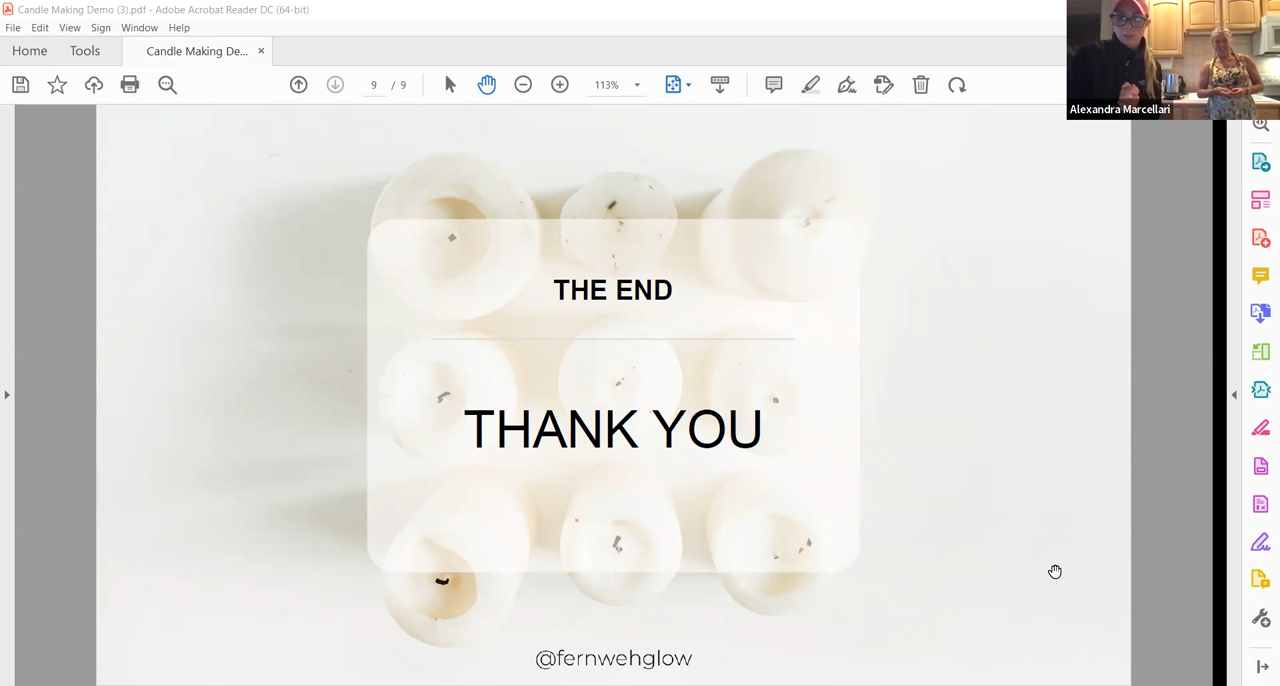 Candle Making Demo (3).pdf - Adobe Acrobat Reader DC (64-bit)
File Edit View Sign Window Help
Home Tools Candle Making De... ×
9 / 9 113%
Alexandra Marcellari
THE END
THANK YOU
@fernwehglow